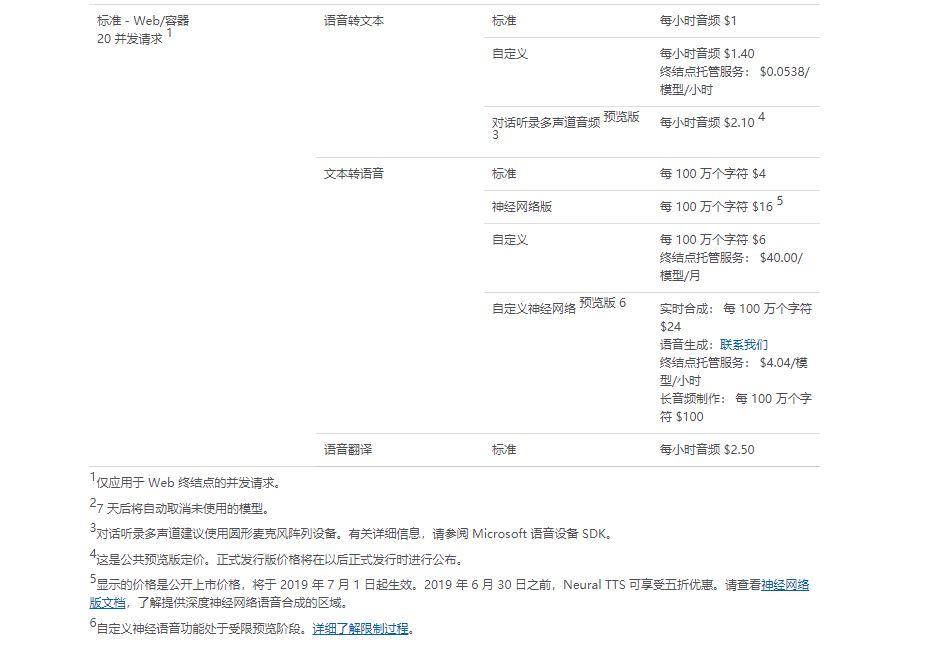 标准 - Web/容器
20 并发请求 1
语音转文本
标准
每小时音频 $1
自定义
每小时音频 $1.40
终结点托管服务： $0.0538/
模型/小时
对话听录多声道音频 预览版
3
每小时音频 $2.10 4
文本转语音
标准
每 100 万个字符 $4
神经网络版
每 100 万个字符 $16 5
自定义
每 100 万个字符 $6
终结点托管服务： $40.00/
模型/月
自定义神经网络 预览版 6
实时合成： 每 100 万个字符
$24
语音生成：联系我们
终结点托管服务： $4.04/模
型/小时
长音频制作： 每 100 万个字
符 $100
语音翻译
标准
每小时音频 $2.50
1仅应用于 Web 终结点的并发请求。
27 天后将自动取消未使用的模型。
3对话听录多声道建议使用圆形麦克风阵列设备。有关详细信息，请参阅 Microsoft 语音设备 SDK。
4这是公共预览版定价。正式发行版价格将在以后正式发行时进行公布。
5显示的价格是公开上市价格，将于 2019 年 7 月 1 日起生效。2019 年 6 月 30 日之前，Neural TTS 可享受五折优惠。请查看神经网络
版文档，了解提供深度神经网络语音合成的区域。
6自定义神经语音功能处于受限预览阶段。详细了解限制过程。